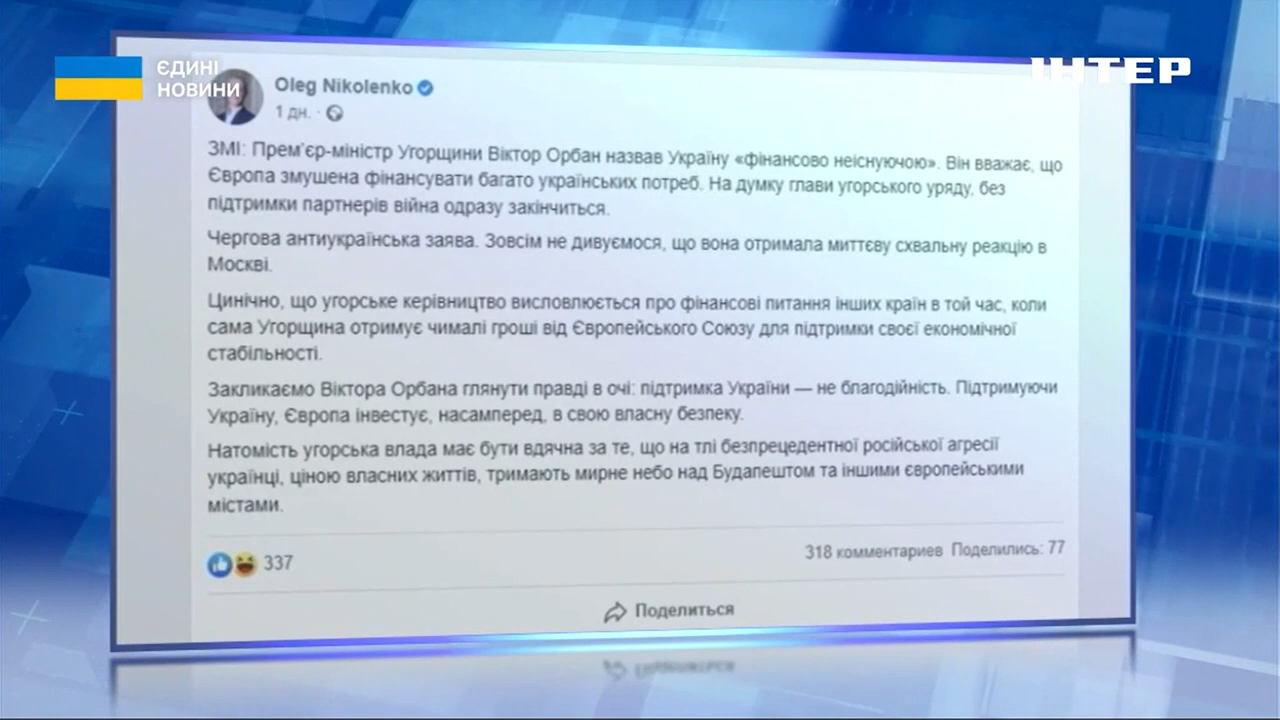 ЄДИНІ
НОВИНИ
ІНТЕР
Oleg Nikolenko
1 дн. ·
ЗМІ: Прем'єр-міністр Угорщини Віктор Орбан назвав Україну «фінансово неіснуючою». Він вважає, що
Європа змушена фінансувати багато українських потреб. На думку глави угорського уряду, без
підтримки партнерів війна одразу закінчиться.
Чергова антиукраїнська заява. Зовсім не дивуємося, що вона отримала миттєву схвальну реакцію в
Москві.
Цинічно, що угорське керівництво висловлюється про фінансові питання інших країн в той час, коли
сама Угорщина отримує чималі гроші від Європейського Союзу для підтримки своєї економічної
стабільності.
Закликаємо Віктора Орбана глянути правді в очі: підтримка України — не благодійність. Підтримуючи
Україну, Європа інвестує, насамперед, в свою власну безпеку.
Натомість угорська влада має бути вдячна за те, що на тлі безпрецедентної російської агресії
українці, ціною власних життів, тримають мирне небо над Будапештом та іншими європейськими
містами.
337
318 комментариев Поделились: 77
Поделиться